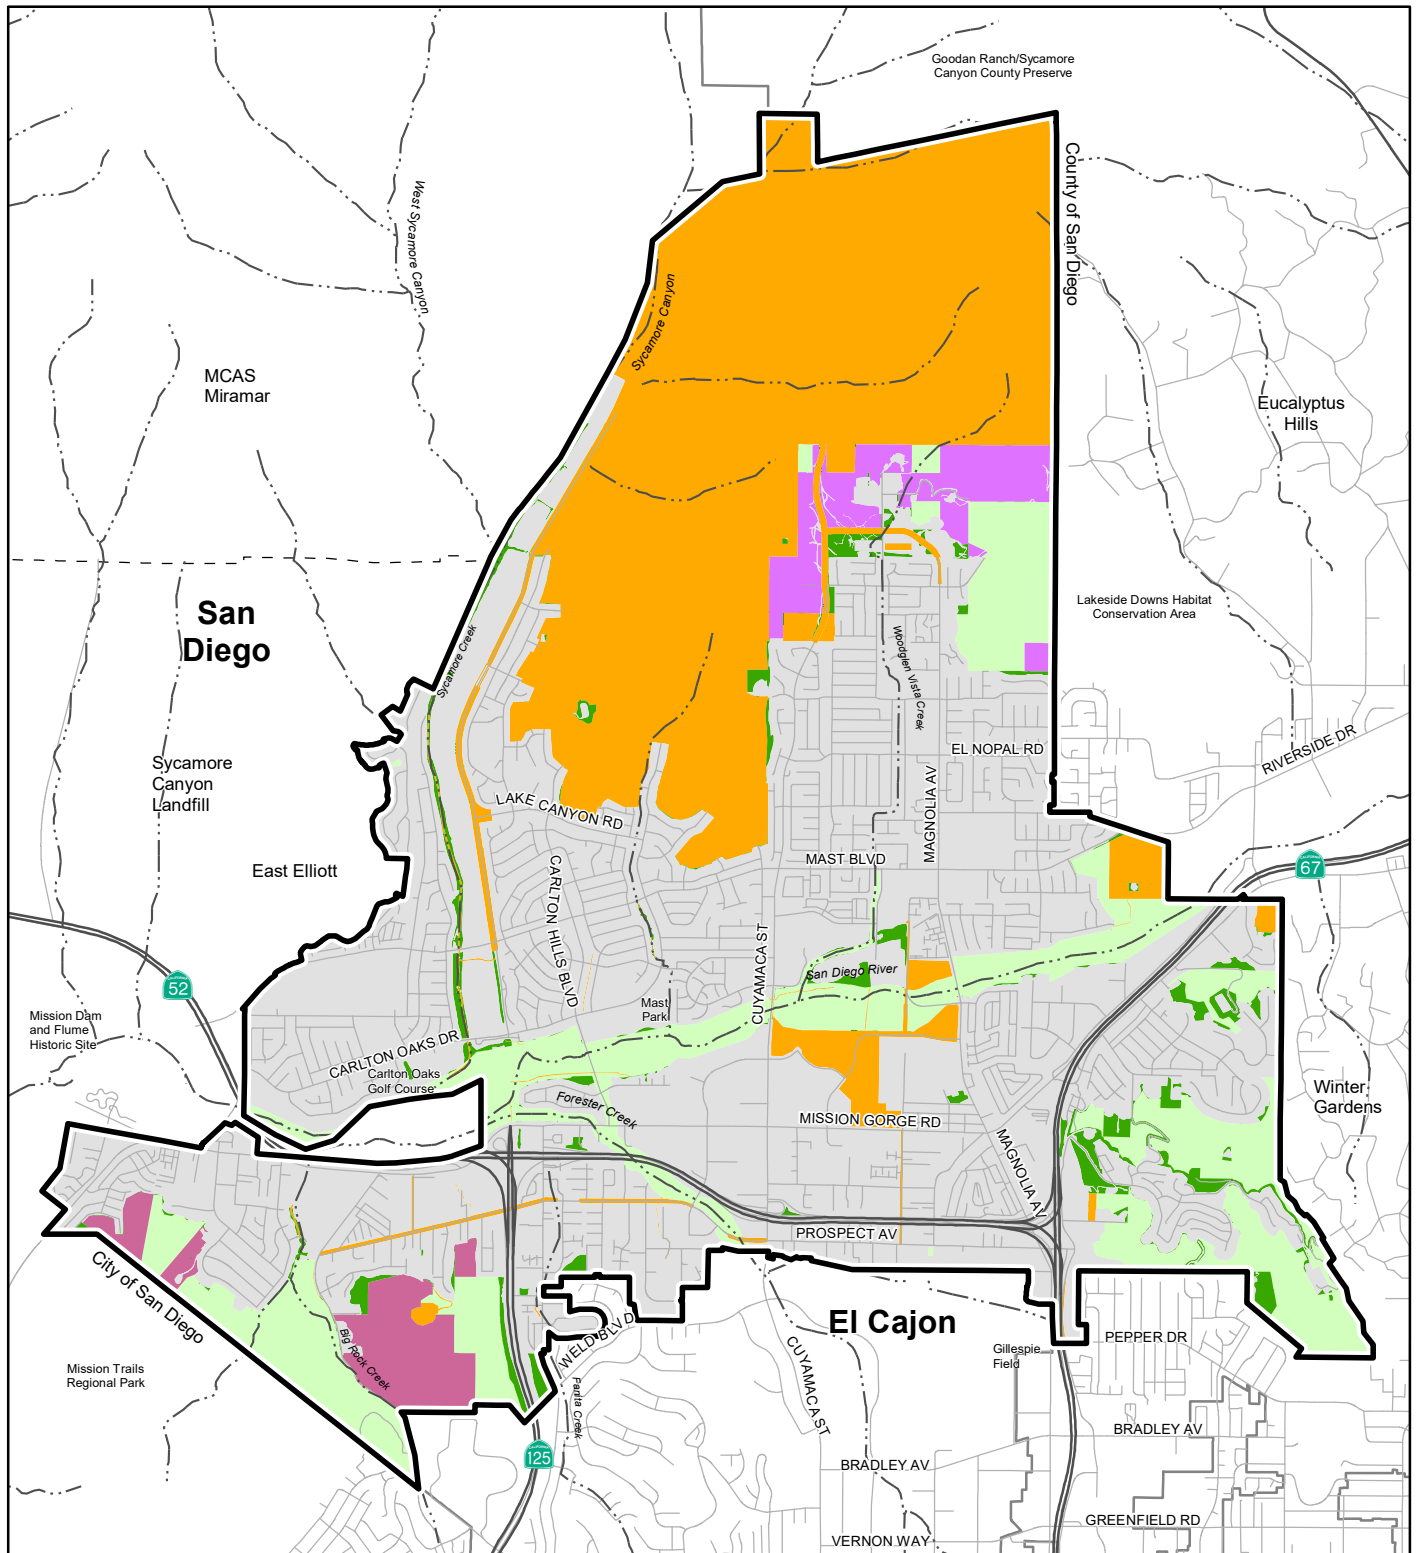 Goodan Ranch/Sycamore
Canyon County Preserve
County of San Diego
West Sycamore Canyon
Sycamore Canyon
MCAS
Miramar
Eucalyptus
Hills
San
Diego
Lakeside Downs Habitat
Conservation Area
Sycamore Creek
Woodglen Vista Creek
EL NOPAL RD
RIVERSIDE DR
Sycamore
Canyon
Landfill
LAKE CANYON RD
MAGNOLIA AV
MAST BLVD
67
East Elliott
CARLTON HILLS BLVD
CUYAMACA ST
San Diego River
52
Mast
Park
Mission Dam
and Flume
Historic Site
CARLTON OAKS DR
Carlton Oaks
Golf Course
Forester Creek
MISSION GORGE RD
Winter
Gardens
MAGNOLIA AV
PROSPECT AV
City of San Diego
El Cajon
WELD BLVD
Big Rock Creek
Mission Trails
Regional Park
Fanita Creek
CUYAMACA ST
Gillespie
Field
PEPPER DR
BRADLEY AV
125
BRADLEY AV
GREENFIELD RD
VERNON WAY